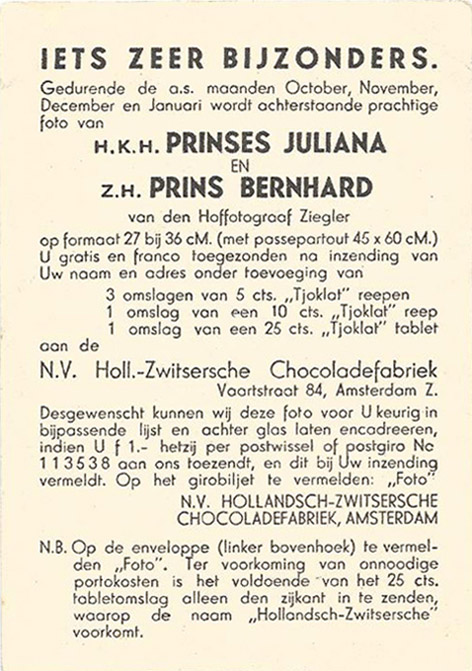 IETS ZEER BIJZONDERS.
Gedurende de a.s. maanden October, November,
December en Januari wordt achterstaande prachtige
foto van
H.K.H. PRINSES JULIANA
EN
Z.H. PRINS BERNHARD
van den Hoffotograaf Ziegler
op formaat 27 bij 36 cM. (met passepartout 45 x 60 cM.)
U gratis en franco toegezonden na inzending van
Uw naam en adres onder toevoeging van
3 omslagen van 5 cts. „Tjoklat" reepen
1 omslag van een 10 cts. „Tjoklat" reep
1 omslag van een 25 cts. „Tjoklat" tablet
aan de
N.V. Holl.-Zwitsersche Chocoladefabriek
Vaartstraat 84, Amsterdam Z.
Desgewenscht kunnen wij deze foto voor U keurig in
bijpassende lijst en achter glas laten encadreeren,
indien U f 1.- hetzij per postwissel of postgiro No
113538 aan ons toezendt, en dit bij Uw inzending
vermeldt. Op het girobiljet te vermelden: „Foto"
N.V. HOLLANDSCH-ZWITSERSCHE
CHOCOLADEFABRIEK, AMSTERDAM
N.B. Op de enveloppe (linker bovenhoek) te vermel-
den „Foto". Ter voorkoming van onnoodige
portokosten is het voldoende van het 25 cts.
tabletomslag alleen den zijkant in te zenden,
waarop de naam „Hollandsch-Zwitsersche"
voorkomt.